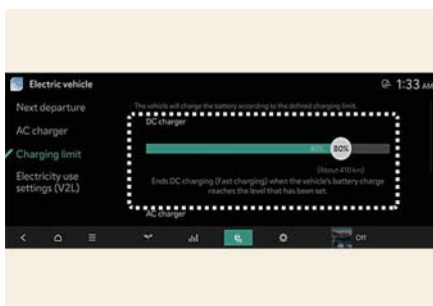 Electric vehicle
1:33 AM
Next departure
The vehicle will charge the battery according to the defined charging limit.
DC charger
AC charger
80% 80%
Charging limit
(About 410 km)
Electricity use
settings (V2L)
Ends DC charging (Fast charging) when the vehicle's battery charge
reaches the level that has been set.
AC charger
Off